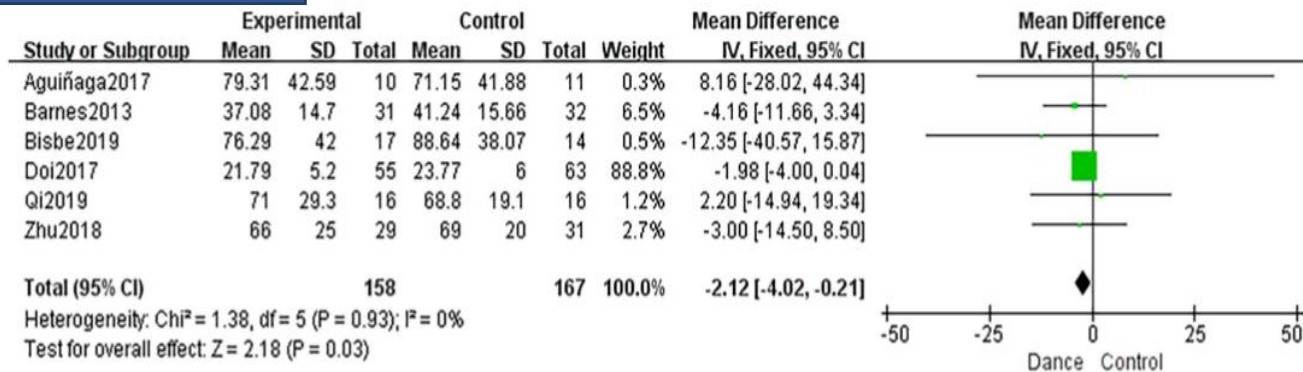 Experimental Control Mean Difference Mean Difference
Study or Subgroup Mean SD Total Mean SD Total Weight IV, Fixed, 95% CI IV, Fixed, 95% CI
Aguiñaga2017 79.31 42.59 10 71.15 41.88 11 0.3% 8.16 [-28.02, 44.34]
Barnes2013 37.08 14.7 31 41.24 15.66 32 6.5% -4.16 [-11.66, 3.34]
Bisbe2019 76.29 42 17 88.64 38.07 14 0.5% -12.35 [-40.57, 15.87]
Doi2017 21.79 5.2 55 23.77 6 63 88.8% -1.98 [-4.00, 0.04]
Qi2019 71 29.3 16 68.8 19.1 16 1.2% 2.20 [-14.94, 19.34]
Zhu2018 66 25 29 69 20 31 2.7% -3.00 [-14.50, 8.50]
Total (95% CI) 158 167 100.0% -2.12 [-4.02, -0.21]
Heterogeneity: Chi² = 1.38, df = 5 (P = 0.93); I² = 0%
Test for overall effect: Z = 2.18 (P = 0.03)
-50 -25 0 25 50
Dance Control